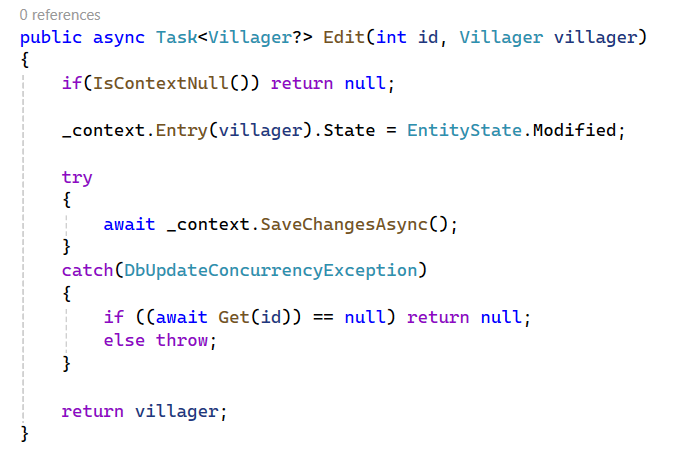 0 references
public async Task<Villager?> Edit(int id, Villager villager)
{
if(IsContextNull()) return null;
_context.Entry(villager).State = EntityState.Modified;
try
{
await _context.SaveChangesAsync();
}
catch(DbUpdateConcurrencyException)
{
if ((await Get(id)) == null) return null;
else throw;
}
return villager;
}